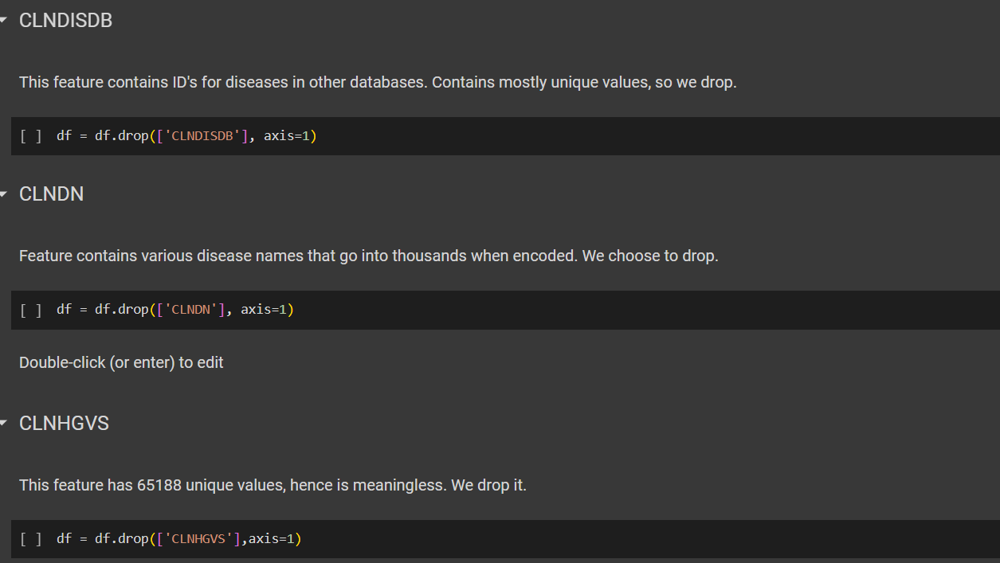 CLNDISDB
This feature contains ID's for diseases in other databases. Contains mostly unique values, so we drop.
[ ] df = df.drop(['CLNDISDB'], axis=1)
CLNDN
Feature contains various disease names that go into thousands when encoded. We choose to drop.
[ ] df = df.drop(['CLNDN'], axis=1)
Double-click (or enter) to edit
CLNHGVS
This feature has 65188 unique values, hence is meaningless. We drop it.
[ ] df = df.drop(['CLNHGVS'],axis=1)